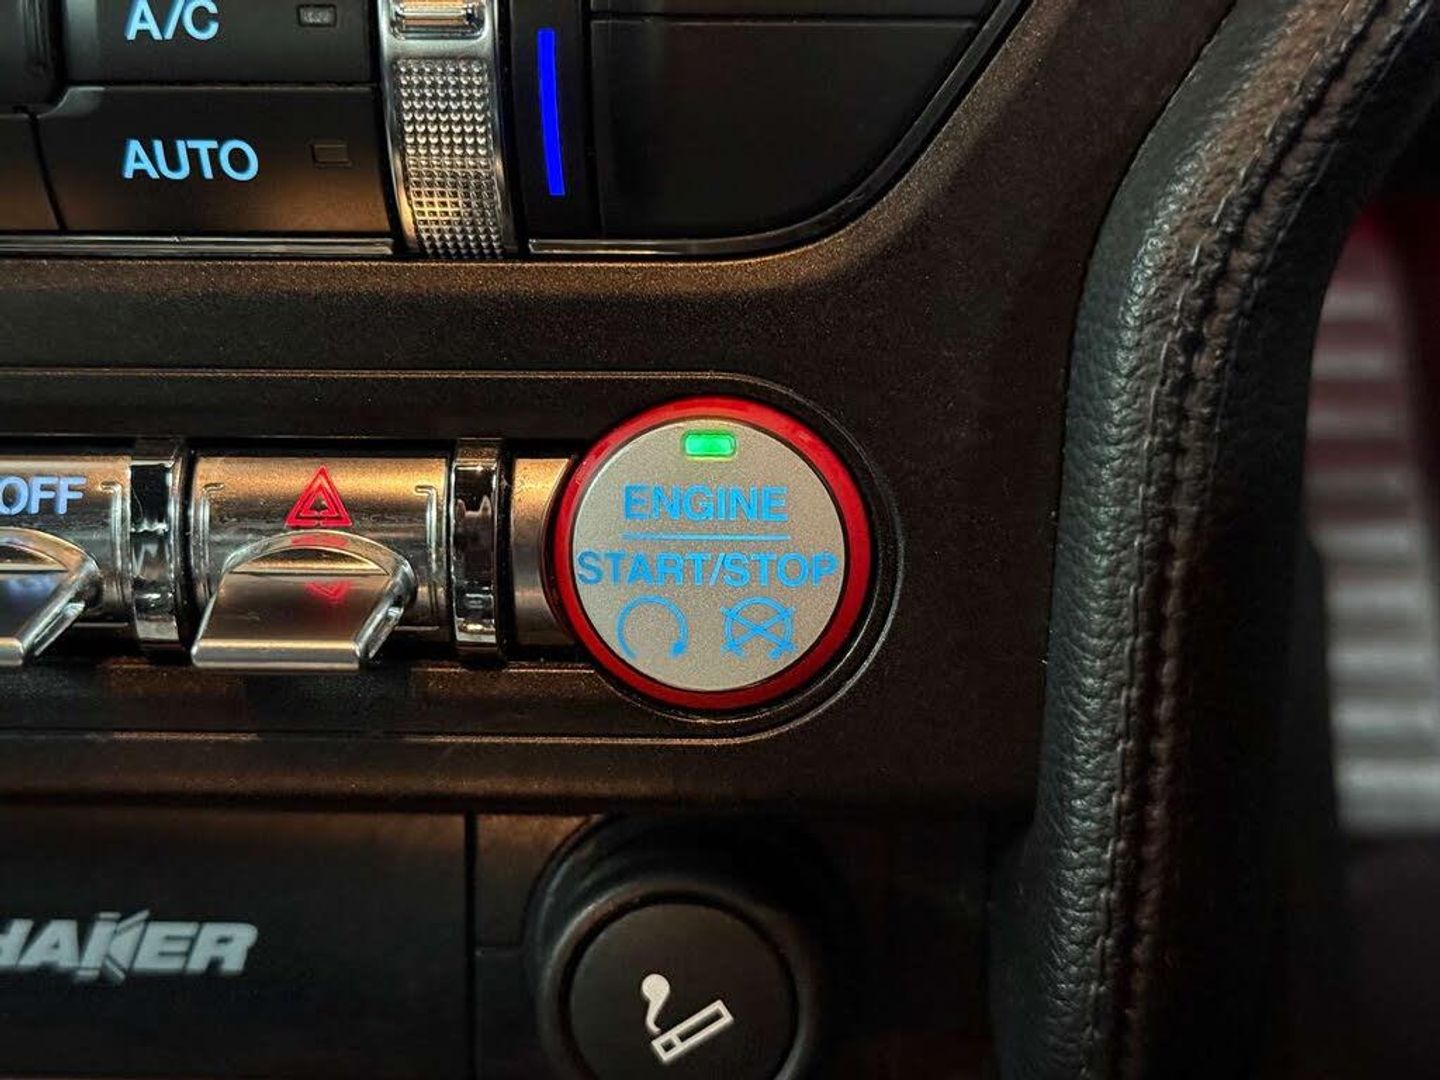 A/C
AUTO
OFF
ENGINE
START/STOP
HAKER